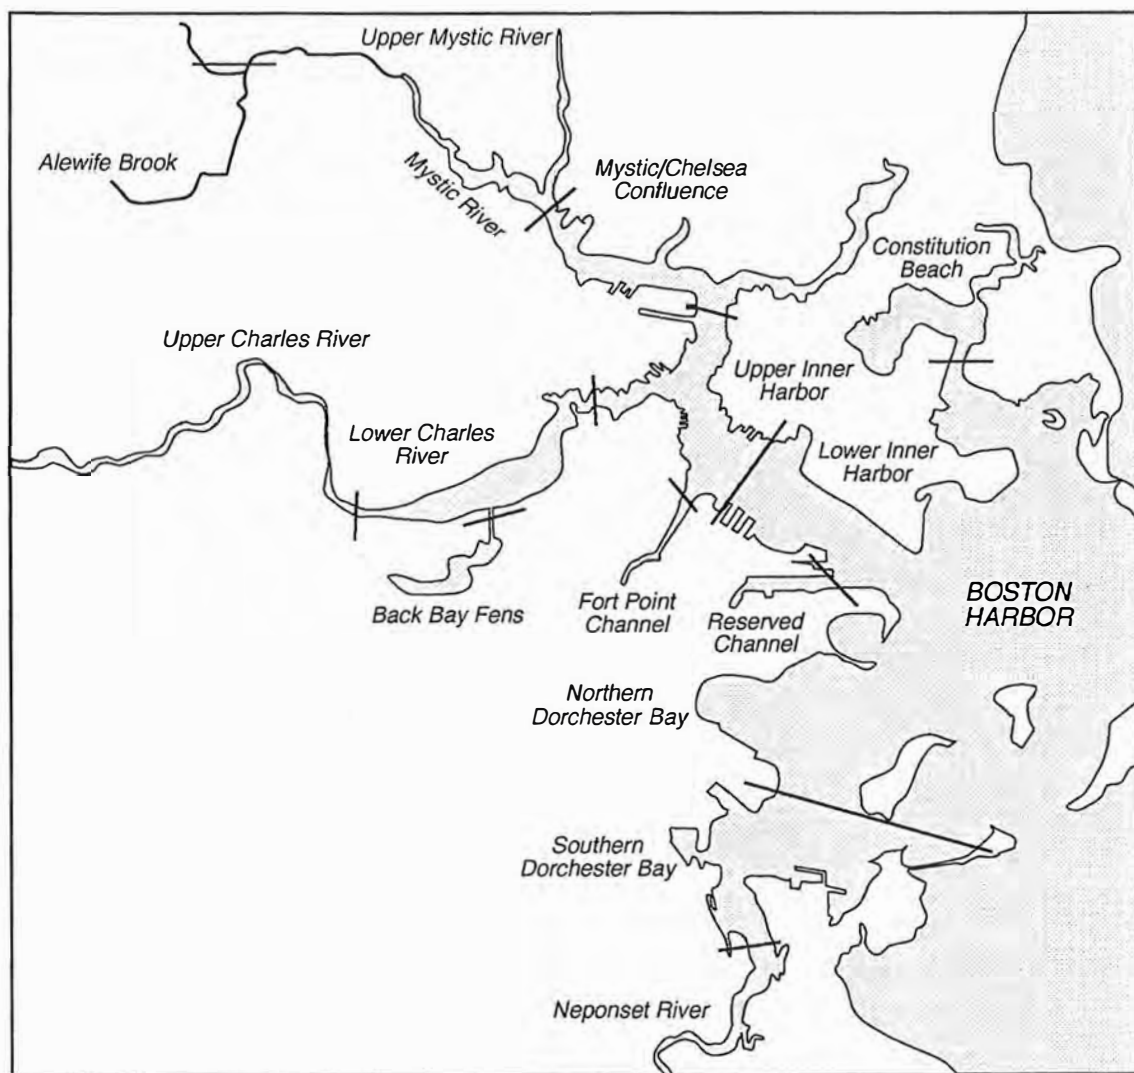 Upper Mystic River
Alewife Brook
Mystic River
Mystic/Chelsea
Confluence
Constitution
Beach
Upper Charles River
Upper Inner
Harbor
Lower Charles
River
Lower Inner
Harbor
Back Bay Fens
Fort Point
Channel
Reserved
Channel
BOSTON
HARBOR
Northern
Dorchester Bay
Southern
Dorchester Bay
Neponset River